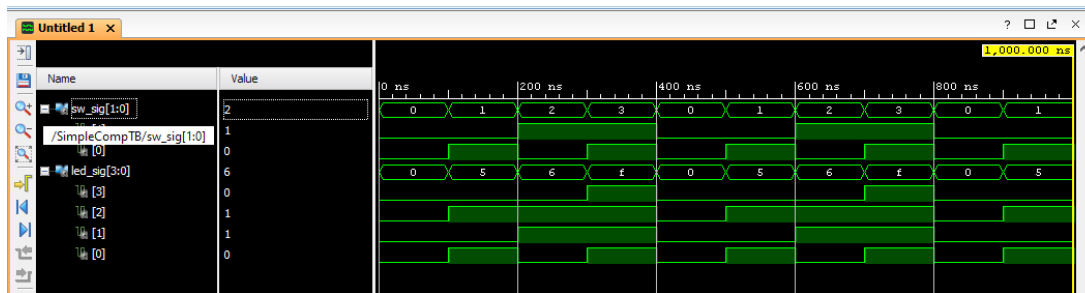 Untitled 1 ×
? ×
1,000.000 ns
Name Value
0 ns 200 ns 400 ns 600 ns 800 ns
sw_sig[1:0] 2 0 1 2 3 0 1 2 3 0 1
1
/SimpleCompTB/sw_sig[1:0]
[0] 0
led_sig[3:0] 6 0 5 6 f 0 5 6 f 0 5
[3] 0
[2] 1
[1] 1
[0] 0